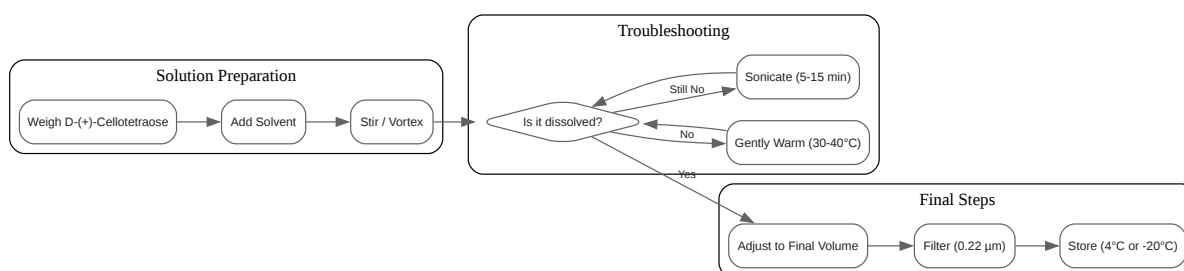 Solution Preparation
Weigh D-(+)-Cellotetraose
Add Solvent
Stir / Vortex
Troubleshooting
Is it dissolved?
Still No
Sonicate (5-15 min)
No
Gently Warm (30-40°C)
Yes
Final Steps
Adjust to Final Volume
Filter (0.22 µm)
Store (4°C or -20°C)